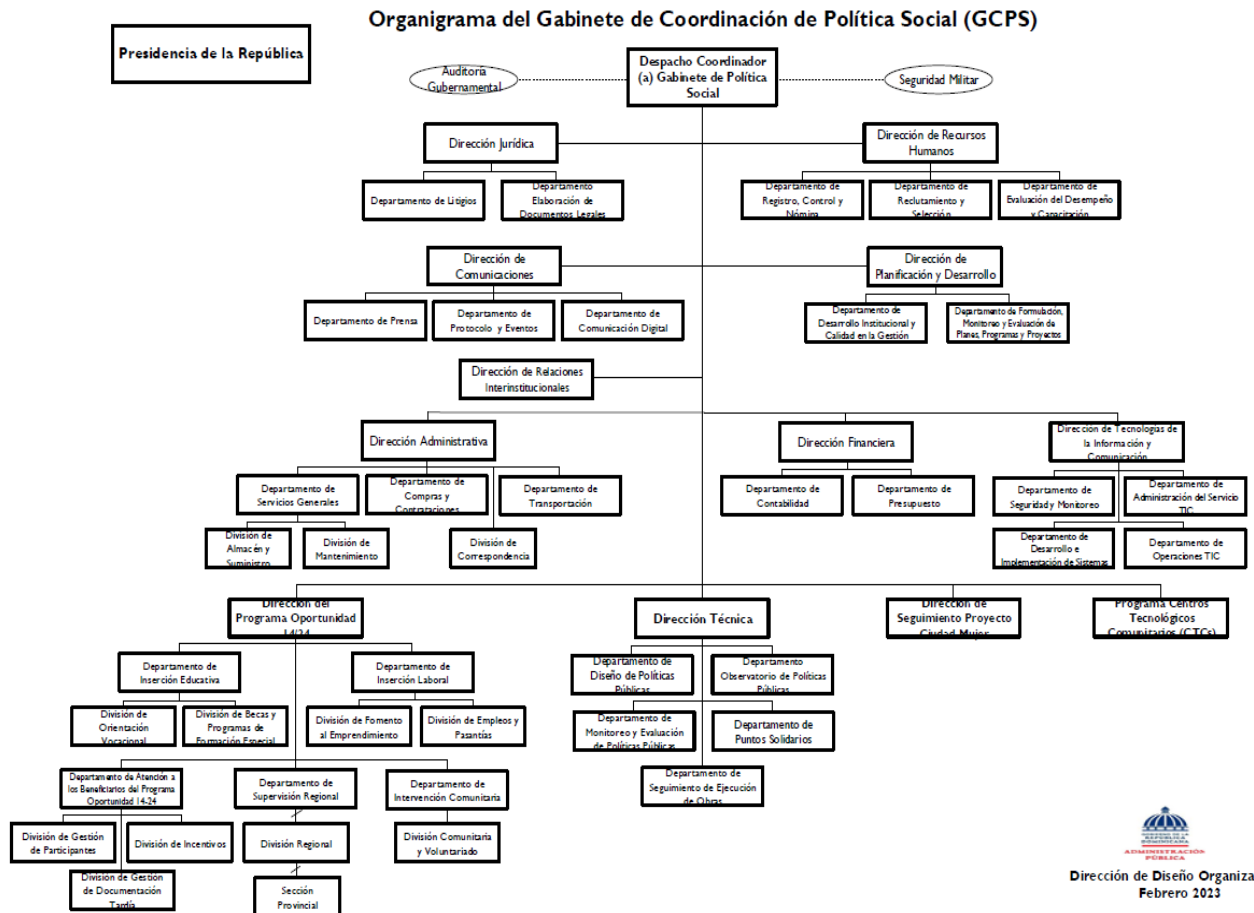 Organigrama del Gabinete de Coordinación de Política Social (GCPS)
Presidencia de la República
Despacho Coordinador
(a) Gabinete de Política
Social
Auditoría
Gubernamental
Seguridad Militar
Dirección Jurídica
Dirección de Recursos
Humanos
Departamento de Litigios
Departamento
Elaboración de
Documentos Legales
Departamento de
Registro, Control y
Nómina
Departamento de
Reclutamiento y
Selección
Departamento de
Evaluación del Desempeño
y Capacitación
Dirección de
Comunicaciones
Dirección de
Planificación y Desarrollo
Departamento de Prensa
Departamento de
Protocolo y Eventos
Departamento de
Comunicación Digital
Departamento de
Desarrollo Institucional y
Calidad en la Gestión
Departamento de Formulación,
Monitoreo y Evaluación de
Planes, Programas y Proyectos
Dirección de Relaciones
Interinstitucionales
Dirección Administrativa
Dirección Financiera
Dirección de Tecnologías de
la Información y
Comunicación
Departamento de
Servicios Generales
Departamento de
Compras y
Contrataciones
Departamento de
Transportación
Departamento de
Contabilidad
Departamento de
Presupuesto
Departamento de
Seguridad y Monitoreo
Departamento de
Administración del Servicio
TIC
División de
Almacén y
Suministro
División de
Mantenimiento
División de
Correspondencia
Departamento de
Desarrollo e
Implementación de Sistemas
Departamento de
Operaciones TIC
Dirección del
Programa Oportunidad
14/24
Dirección Técnica
Dirección de
Seguimiento Proyecto
Ciudad Mujer
Programa Centros
Tecnológicos
Comunitarios (CTCs)
Departamento de
Inserción Educativa
Departamento de
Inserción Laboral
Departamento de
Diseño de Políticas
Públicas
Departamento
Observatorio de Políticas
Públicas
División de
Orientación
Vocacional
División de Becas y
Programas de
Formación Especial
División de Fomento
al Emprendimiento
División de Empleos y
Pasantías
Departamento de
Monitoreo y Evaluación
de Políticas Públicas
Departamento de
Puntos Solidarios
Departamento de Atención a
los Beneficiarios del Programa
Oportunidad 14-24
Departamento de
Supervisión Regional
Departamento de
Intervención Comunitaria
Departamento de
Seguimiento de Ejecución
de Obras
División de Gestión
de Participantes
División de Incentivos
División Regional
División Comunitaria
y Voluntariado
División de Gestión
de Documentación
Tardía
Sección
Provincial
GOBIERNO DE LA
REPÚBLICA
DOMINICANA
ADMINISTRACIÓN
PÚBLICA
Dirección de Diseño Organiza
Febrero 2023